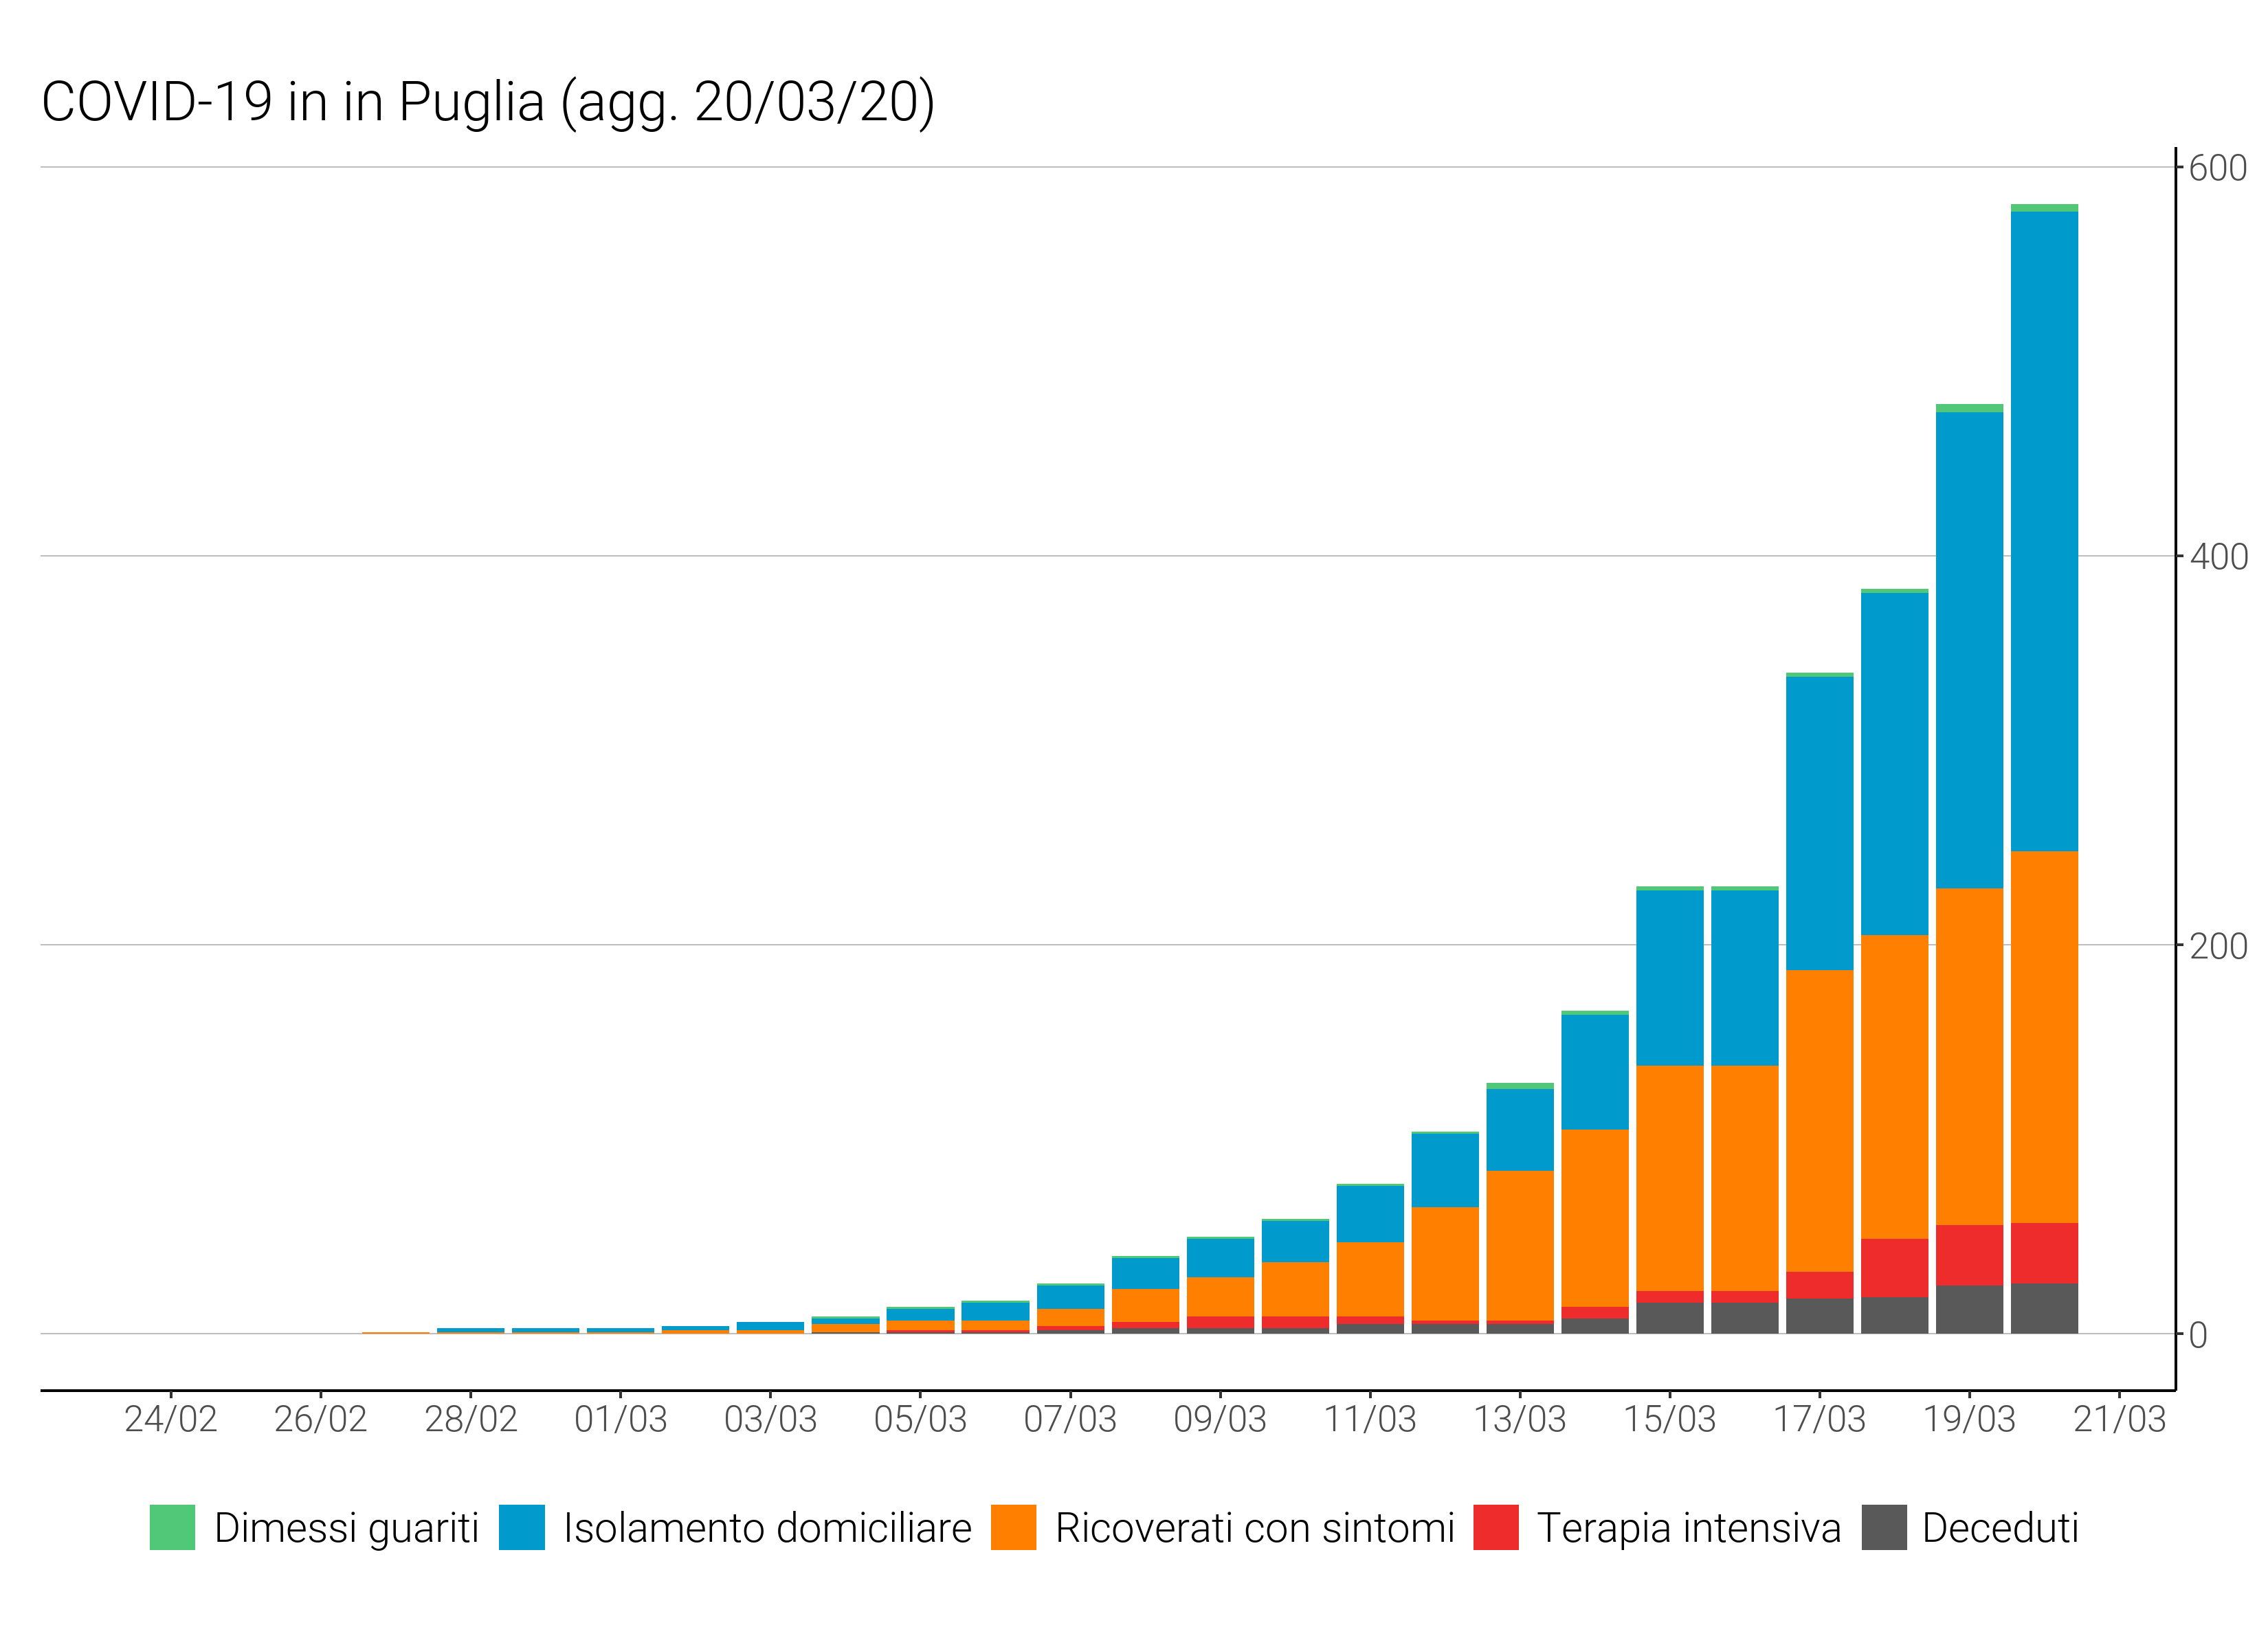 COVID-19 in in Puglia (agg. 20/03/20)
600
400
200
0
24/02 26/02 28/02 01/03 03/03 05/03 07/03 09/03 11/03 13/03 15/03 17/03 19/03 21/03
Dimessi guariti Isolamento domiciliare Ricoverati con sintomi Terapia intensiva Deceduti